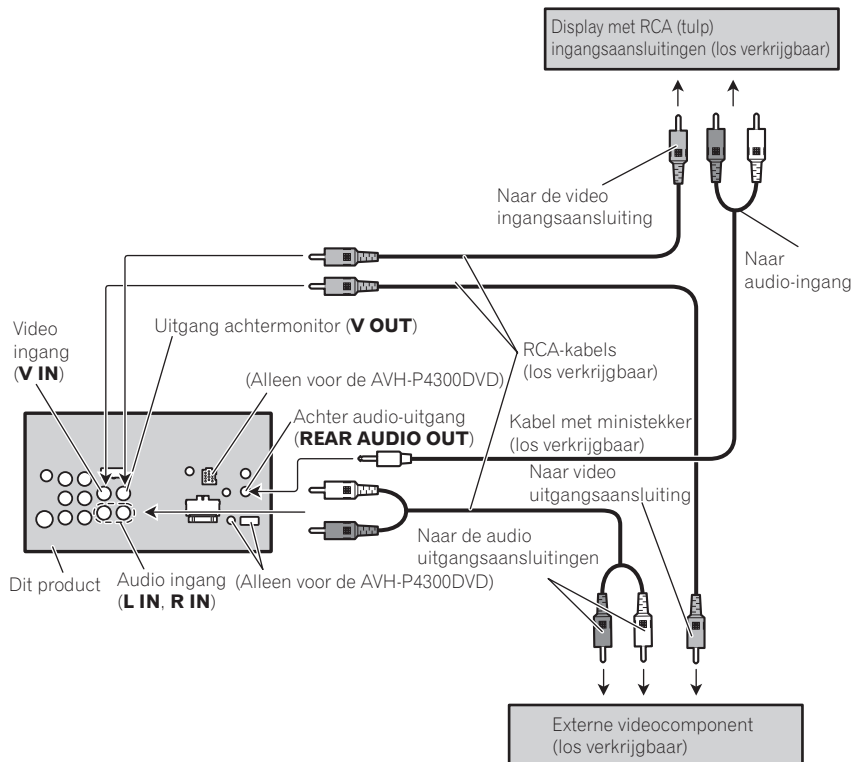 Display met RCA (tulp)
ingangsaansluitingen (los verkrijgbaar)
Naar de video
ingangsaansluiting
Naar
audio-ingang
Video
ingang
(V IN)
Uitgang achtermonitor (V OUT)
RCA-kabels
(los verkrijgbaar)
(Alleen voor de AVH-P4300DVD)
Achter audio-uitgang
(REAR AUDIO OUT)
Kabel met ministekker
(los verkrijgbaar)
Naar video
uitgangsaansluiting
Naar de audio
uitgangsaansluitingen
Dit product
Audio ingang
(L IN, R IN)
(Alleen voor de AVH-P4300DVD)
Externe videocomponent
(los verkrijgbaar)